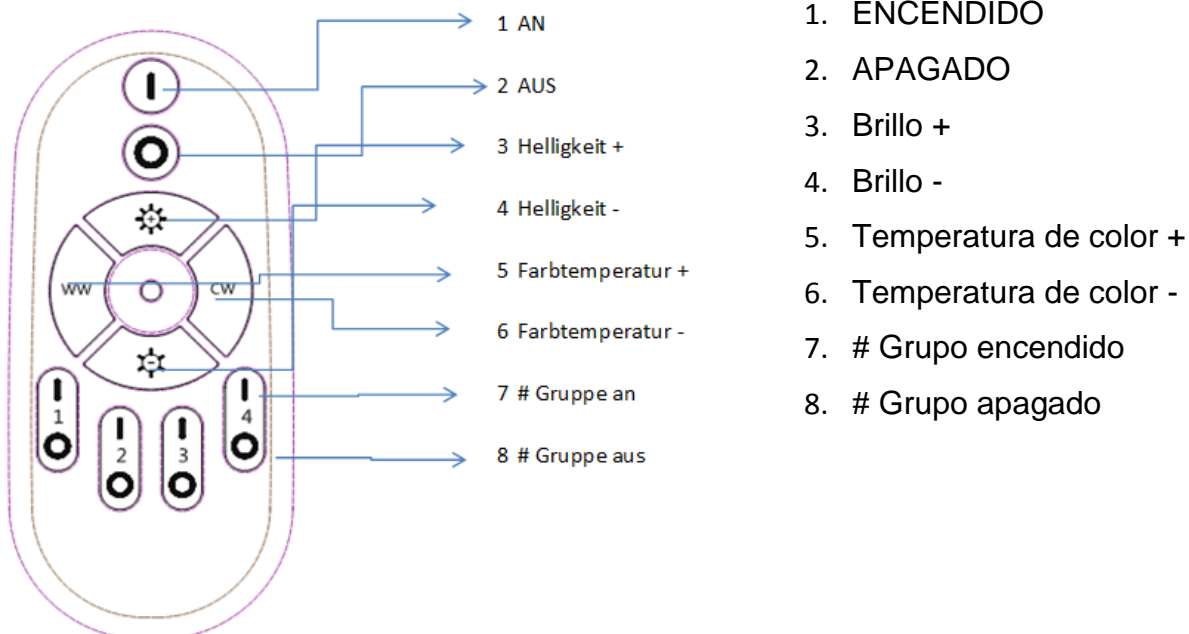 1 AN
2 AUS
3 Helligkeit +
4 Helligkeit -
5 Farbtemperatur +
6 Farbtemperatur -
7 # Gruppe an
8 # Gruppe aus
WW
CW
1
2
3
4
1. ENCENDIDO
2. APAGADO
3. Brillo +
4. Brillo -
5. Temperatura de color +
6. Temperatura de color -
7. # Grupo encendido
8. # Grupo apagado